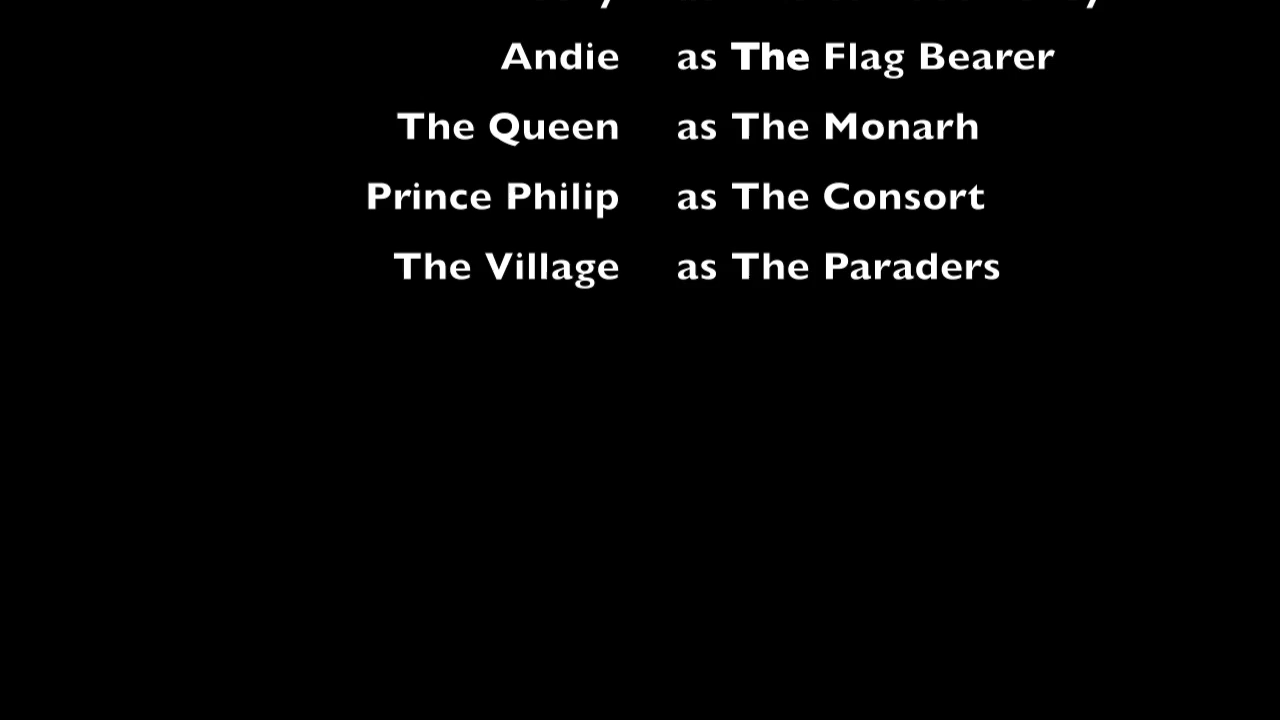 Andie as The Flag Bearer
The Queen as The Monarh
Prince Philip as The Consort
The Village as The Paraders